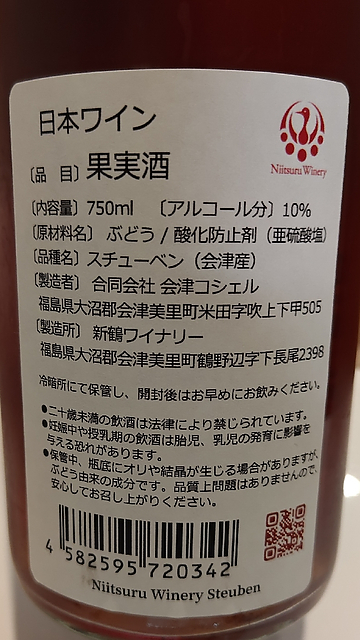 日本ワイン
Niitsuru Winery
〔品 目〕果実酒
〔内容量〕750ml 〔アルコール分〕10%
〔原材料名〕 ぶどう / 酸化防止剤（亜硫酸塩）
〔品種名〕スチューベン（会津産）
〔製造者〕 合同会社 会津コシェル
福島県大沼郡会津美里町米田字吹上下甲505
〔製造所〕 新鶴ワイナリー
福島県大沼郡会津美里町鶴野辺字下長尾2398
冷暗所にて保管し、開封後はお早めにお飲みください。
●二十歳未満の飲酒は法律により禁じられています。
●妊娠中や授乳期の飲酒は胎児、乳児の発育に影響を
与える恐れがあります。
●保管中、瓶底にオリや結晶が生じる場合がありますが、
ぶどう由来の成分です。品質上問題はありませんので、
安心してお召し上がりください。
4 582595 720342
Niitsuru Winery Steuben